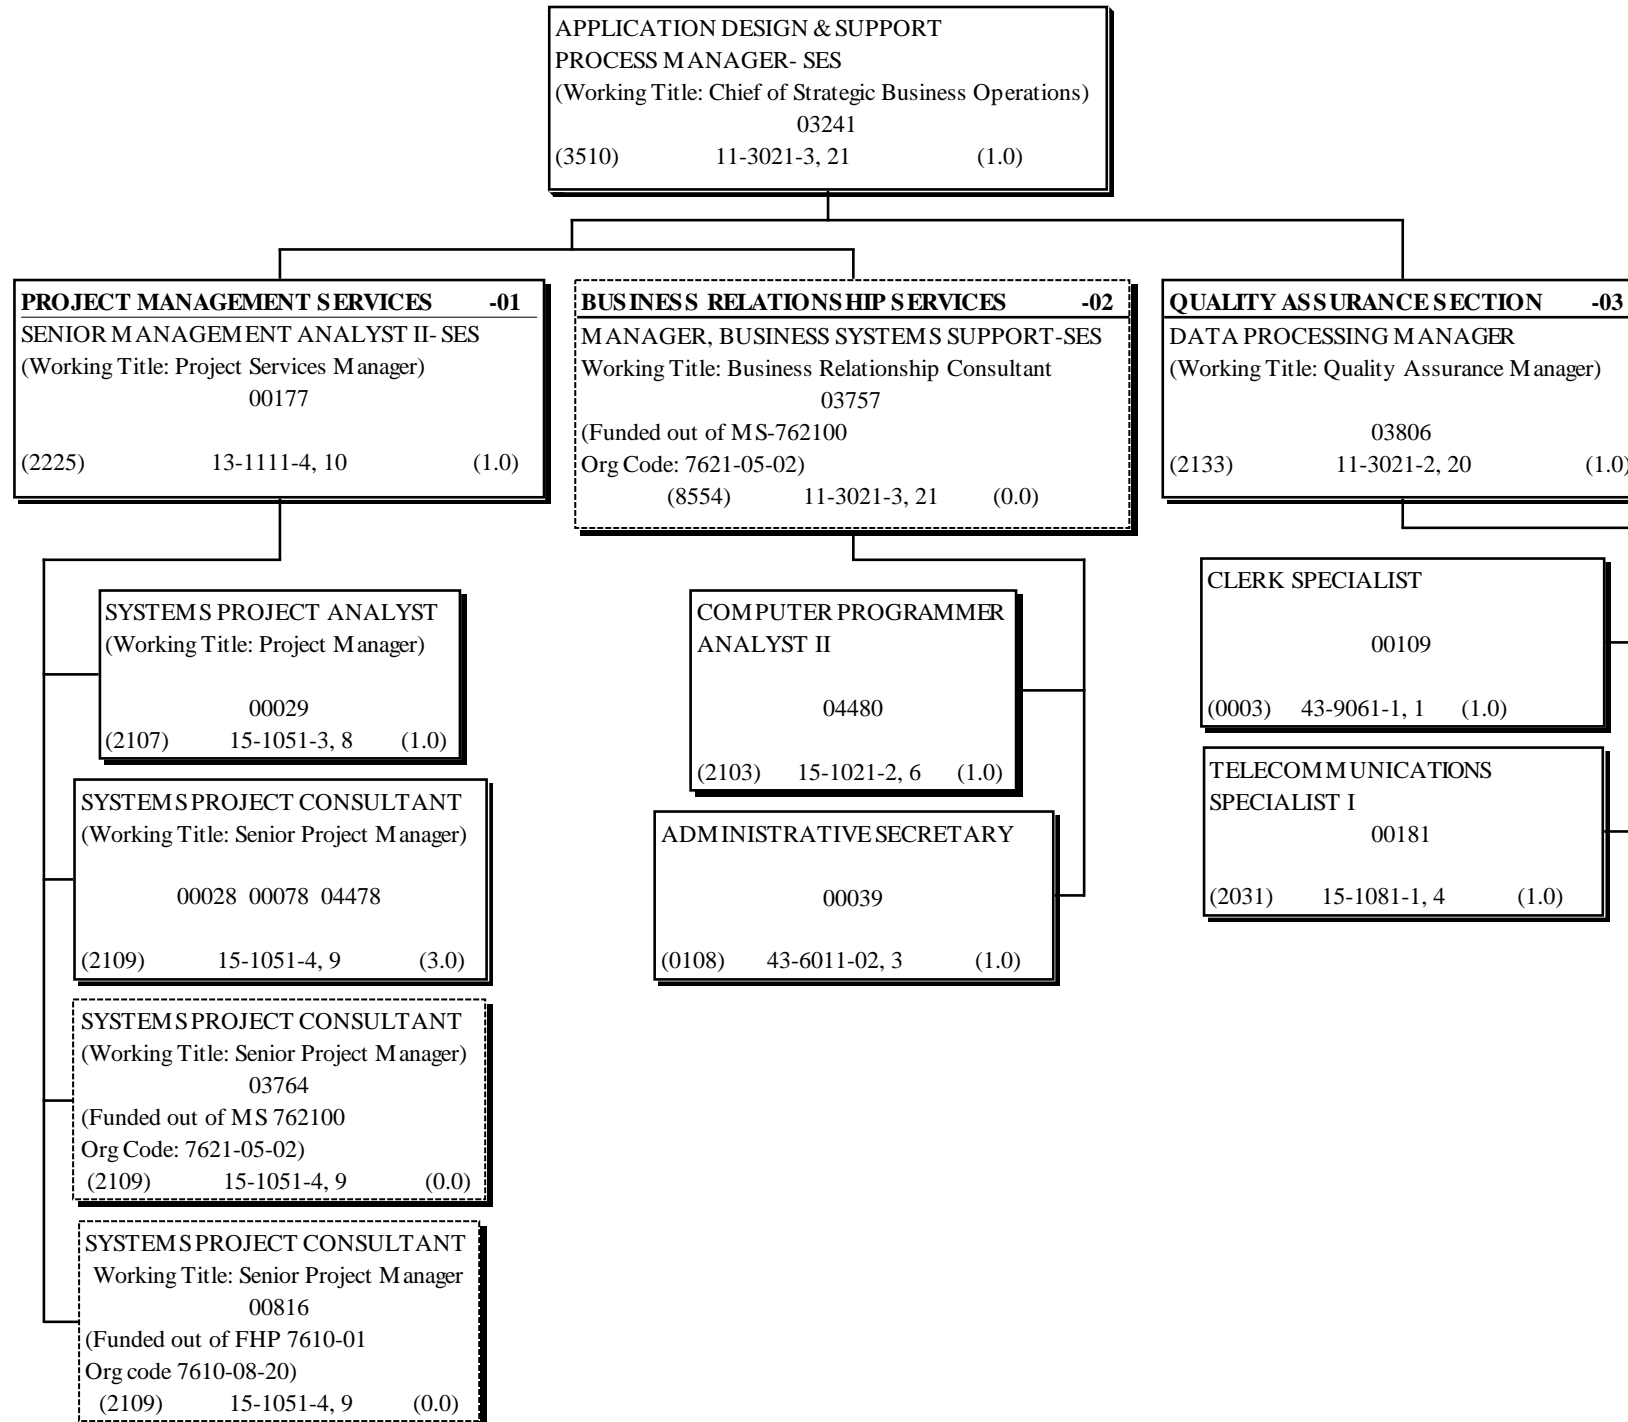 APPLICATION DESIGN & SUPPORT
PROCESS MANAGER- SES
(Working Title: Chief of Strategic Business Operations)
03241
(3510) 11-3021-3, 21 (1.0)
PROJECT MANAGEMENT SERVICES -01
SENIOR MANAGEMENT ANALYST II- SES
(Working Title: Project Services Manager)
00177
(2225) 13-1111-4, 10 (1.0)
BUSINESS RELATIONSHIP SERVICES -02
MANAGER, BUSINESS SYSTEMS SUPPORT-SES
Working Title: Business Relationship Consultant
03757
(Funded out of MS-762100
Org Code: 7621-05-02)
(8554) 11-3021-3, 21 (0.0)
QUALITY ASSURANCE SECTION -03
DATA PROCESSING MANAGER
(Working Title: Quality Assurance Manager)
03806
(2133) 11-3021-2, 20 (1.0)
SYSTEMS PROJECT ANALYST
(Working Title: Project Manager)
00029
(2107) 15-1051-3, 8 (1.0)
SYSTEMS PROJECT CONSULTANT
(Working Title: Senior Project Manager)
00028 00078 04478
(2109) 15-1051-4, 9 (3.0)
SYSTEMS PROJECT CONSULTANT
(Working Title: Senior Project Manager)
03764
(Funded out of MS 762100
Org Code: 7621-05-02)
(2109) 15-1051-4, 9 (0.0)
SYSTEMS PROJECT CONSULTANT
Working Title: Senior Project Manager
00816
(Funded out of FHP 7610-01
Org code 7610-08-20)
(2109) 15-1051-4, 9 (0.0)
COMPUTER PROGRAMMER
ANALYST II
04480
(2103) 15-1021-2, 6 (1.0)
ADMINISTRATIVE SECRETARY
00039
(0108) 43-6011-02, 3 (1.0)
CLERK SPECIALIST
00109
(0003) 43-9061-1, 1 (1.0)
TELECOMMUNICATIONS
SPECIALIST I
00181
(2031) 15-1081-1, 4 (1.0)